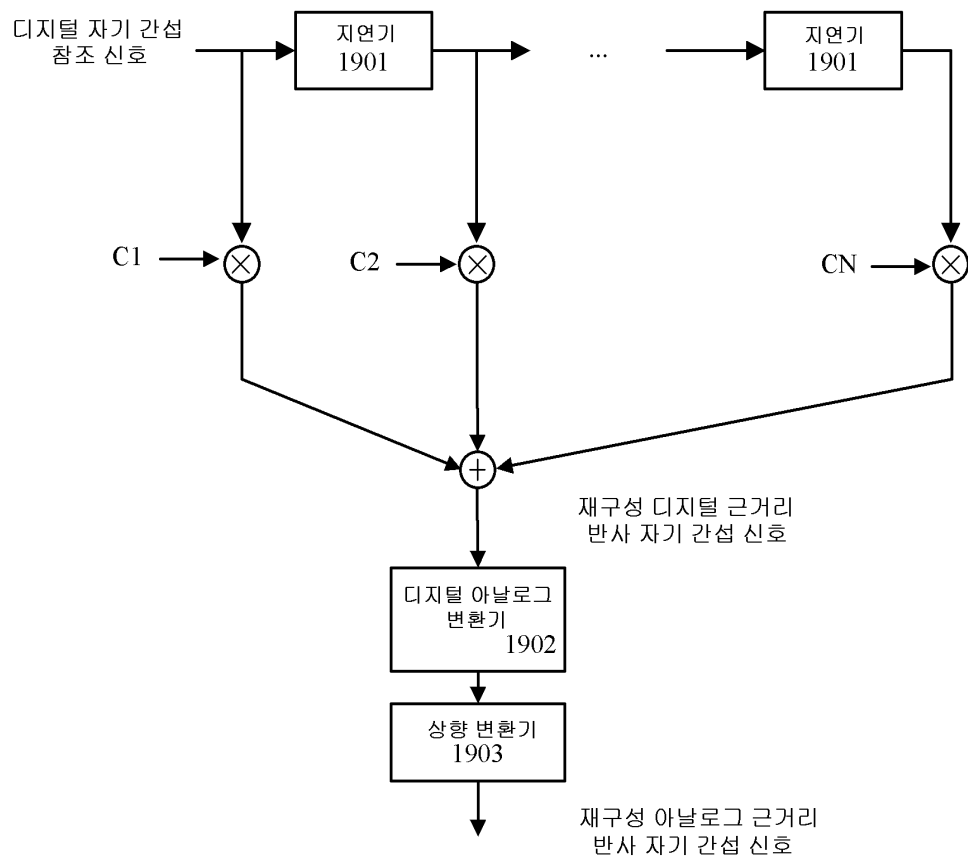 디지털 자기 간섭
참조 신호
지연기
1901
...
지연기
1901
C1
C2
CN
재구성 디지털 근거리
반사 자기 간섭 신호
디지털 아날로그
변환기
1902
상향 변환기
1903
재구성 아날로그 근거리
반사 자기 간섭 신호